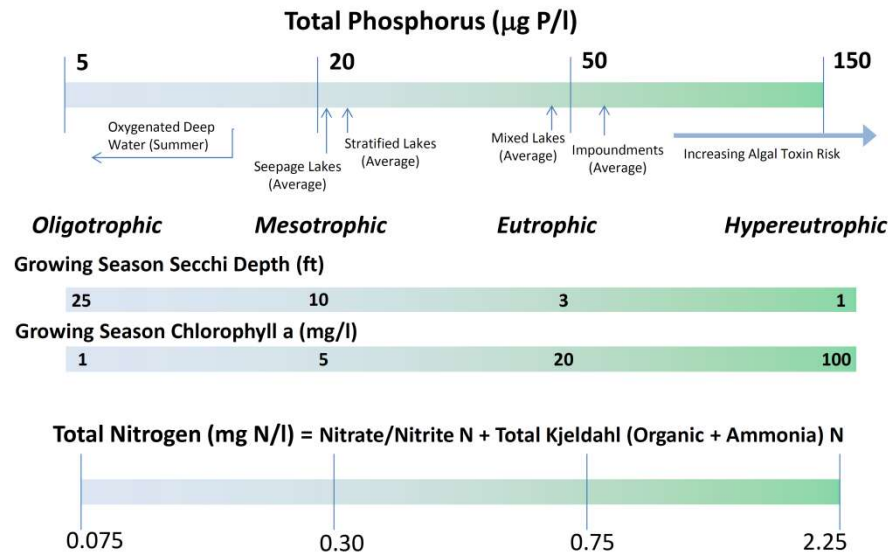 Total Phosphorus (µg P/l)
5 20 50 150
Oxygenated Deep
Water (Summer)
Seepage Lakes
(Average)
Stratified Lakes
(Average)
Mixed Lakes
(Average)
Impoundments
(Average)
Increasing Algal Toxin Risk
Oligotrophic Mesotrophic Eutrophic Hypereutrophic
Growing Season Secchi Depth (ft)
25 10 3 1
Growing Season Chlorophyll a (mg/l)
1 5 20 100
Total Nitrogen (mg N/l) = Nitrate/Nitrite N + Total Kjeldahl (Organic + Ammonia) N
0.075 0.30 0.75 2.25